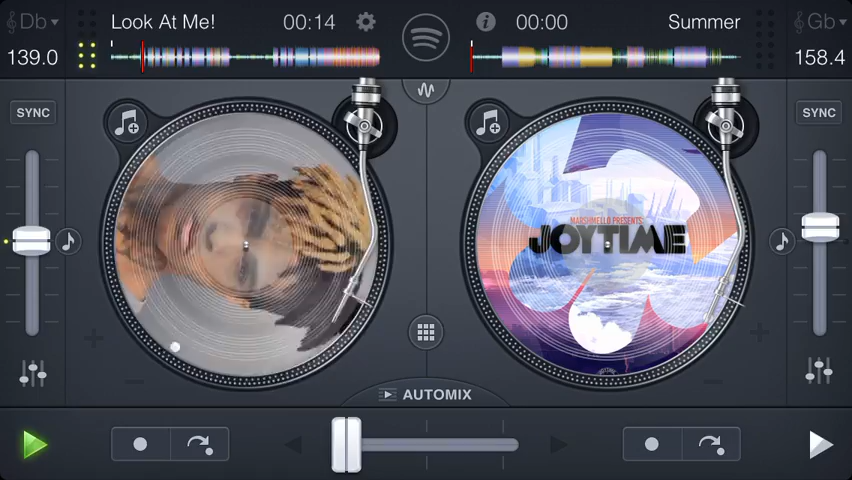 Db
Look At Me!
00:14
00:00
Summer
Gb
139.0
158.4
SYNC
SYNC
MARSHMELLO PRESENTS:
JOYTIME
AUTOMIX